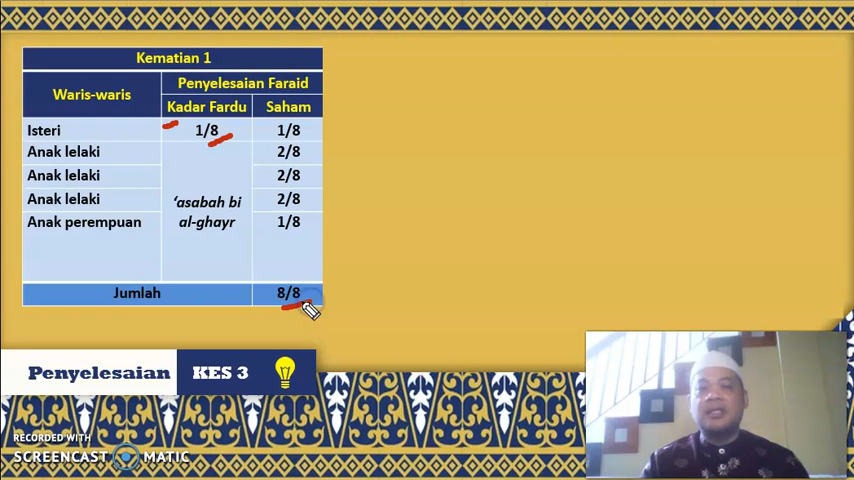 Kematian 1
Waris-waris
Penyelesaian Faraid
Kadar Fardu
Saham
Isteri 1/8 1/8
Anak lelaki 2/8
Anak lelaki 2/8
Anak lelaki 2/8
‘asabah bi al-ghayr
Anak perempuan 1/8
Jumlah 8/8
Penyelesaian KES 3
RECORDED WITH
SCREENCAST MATIC